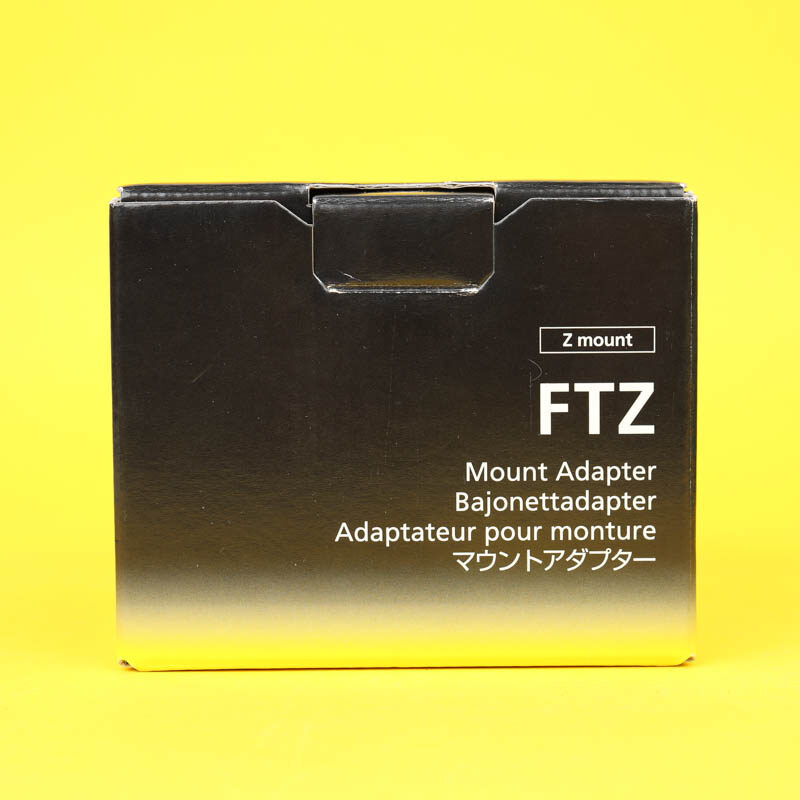 Z mount
FTZ
Mount Adapter
Bajonettadapter
Adaptateur pour monture
マウントアダプター